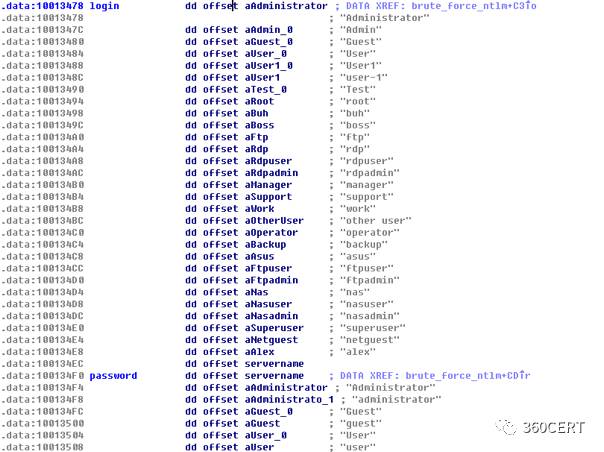 .data:10013478 login dd offset aAdministrator ; DATA XREF: brute_force_ntlm+C3↑o
.data:10013478 ; "Administrator"
.data:1001347C dd offset aAdmin_0 ; "Admin"
.data:10013480 dd offset aGuest_0 ; "Guest"
.data:10013484 dd offset aUser_0 ; "User"
.data:10013488 dd offset aUser1_0 ; "User1"
.data:1001348C dd offset aUser1 ; "user-1"
.data:10013490 dd offset aTest_0 ; "Test"
.data:10013494 dd offset aRoot ; "root"
.data:10013498 dd offset aBuh ; "buh"
.data:1001349C dd offset aBoss ; "boss"
.data:100134A0 dd offset aFtp ; "ftp"
.data:100134A4 dd offset aRdp ; "rdp"
.data:100134A8 dd offset aRdpuser ; "rdpuser"
.data:100134AC dd offset aRdpadmin ; "rdpadmin"
.data:100134B0 dd offset aManager ; "manager"
.data:100134B4 dd offset aSupport ; "support"
.data:100134B8 dd offset aWork ; "work"
.data:100134BC dd offset aOtherUser ; "other user"
.data:100134C0 dd offset aOperator ; "operator"
.data:100134C4 dd offset aBackup ; "backup"
.data:100134C8 dd offset aAsus ; "asus"
.data:100134CC dd offset aFtpuser ; "ftpuser"
.data:100134D0 dd offset aFtpadmin ; "ftpadmin"
.data:100134D4 dd offset aNas ; "nas"
.data:100134D8 dd offset aNasuser ; "nasuser"
.data:100134DC dd offset aNasadmin ; "nasadmin"
.data:100134E0 dd offset aSuperuser ; "superuser"
.data:100134E4 dd offset aNetguest ; "netguest"
.data:100134E8 dd offset aAlex ; "alex"
.data:100134EC dd offset servername
.data:100134F0 password dd offset servername ; DATA XREF: brute_force_ntlm+CD↑r
.data:100134F4 dd offset aAdministrator ; "Administrator"
.data:100134F8 dd offset aAdministrato_1 ; "administrator"
.data:100134FC dd offset aGuest_0 ; "Guest"
.data:10013500 dd offset aGuest ; "guest"
.data:10013504 dd offset aUser_0 ; "User"
.data:10013508 dd offset aUser ; "user"
360CERT